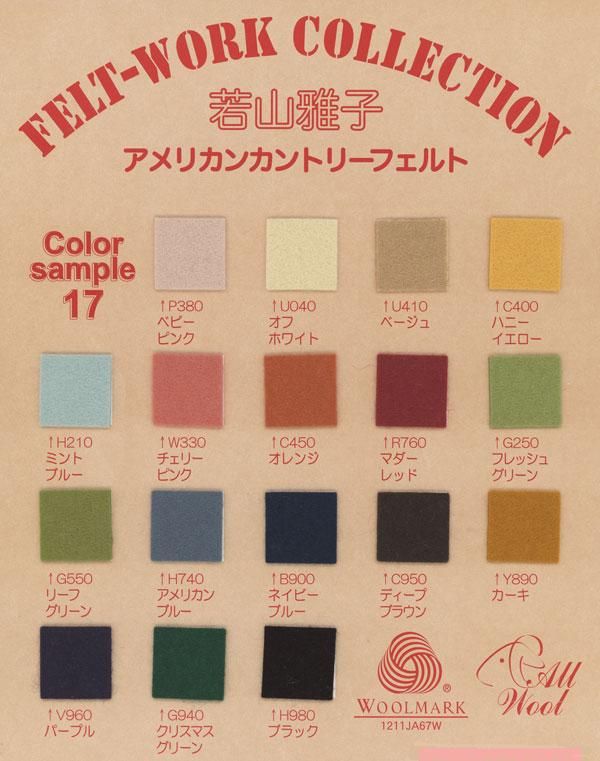 FELT-WORK COLLECTION
若山雅子
アメリカンカントリーフェルト
Color
sample
17
↑P380
ベビー
ピンク
↑U040
オフ
ホワイト
↑U410
ベージュ
↑C400
ハニー
イエロー
↑H210
ミント
ブルー
↑W330
チェリー
ピンク
↑C450
オレンジ
↑R760
マダー
レッド
↑G250
フレッシュ
グリーン
↑G550
リーフ
グリーン
↑H740
アメリカン
ブルー
↑B900
ネイビー
ブルー
↑C950
ディープ
ブラウン
↑Y890
カーキ
↑V960
パープル
↑G940
クリスマス
グリーン
↑H980
ブラック
WOOLMARK
®
1211JA67W
All
Wool